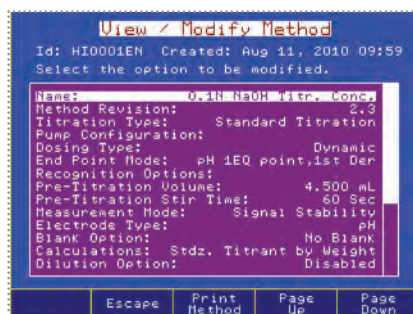 View / Modify Method
Id: HI0001EN Created: Aug 11, 2010 09:59
Select the option to be modified.
Name: 0.1N NaOH Titr. Conc.
Method Revision: 2.3
Titration Type: Standard Titration
Pump Configuration:
Dosing Type: Dynamic
End Point Mode: pH 1EQ point,1st Der
Recognition Options:
Pre-Titration Volume: 4.500 mL
Pre-Titration Stir Time: 60 Sec
Measurement Mode: Signal Stability
Electrode Type: pH
Blank Option: No Blank
Calculations: Stdz. Titrant by Weight
Dilution Option: Disabled
Escape Print Method Page Up Page Down